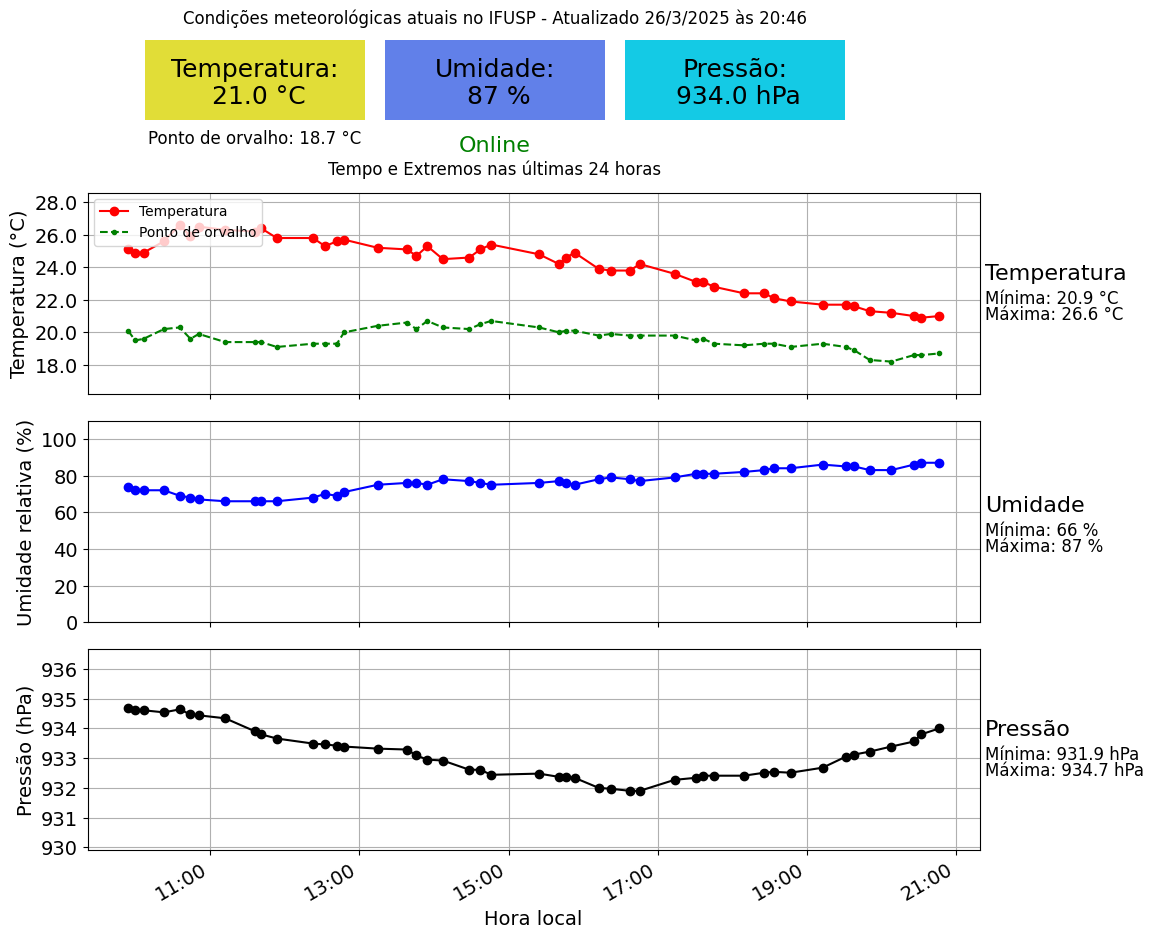 Condições meteorológicas atuais no IFUSP - Atualizado 26/3/2025 às 20:46
Temperatura:
21.0 °C
Umidade:
87 %
Pressão:
934.0 hPa
Ponto de orvalho: 18.7 °C
Online
Tempo e Extremos nas últimas 24 horas
Temperatura (°C)
28.0
26.0
24.0
22.0
20.0
18.0
Temperatura
Ponto de orvalho
Temperatura
Mínima: 20.9 °C
Máxima: 26.6 °C
Umidade relativa (%)
100
80
60
40
20
0
Umidade
Mínima: 66 %
Máxima: 87 %
Pressão (hPa)
936
935
934
933
932
931
930
Pressão
Mínima: 931.9 hPa
Máxima: 934.7 hPa
11:00
13:00
15:00
17:00
19:00
21:00
Hora local